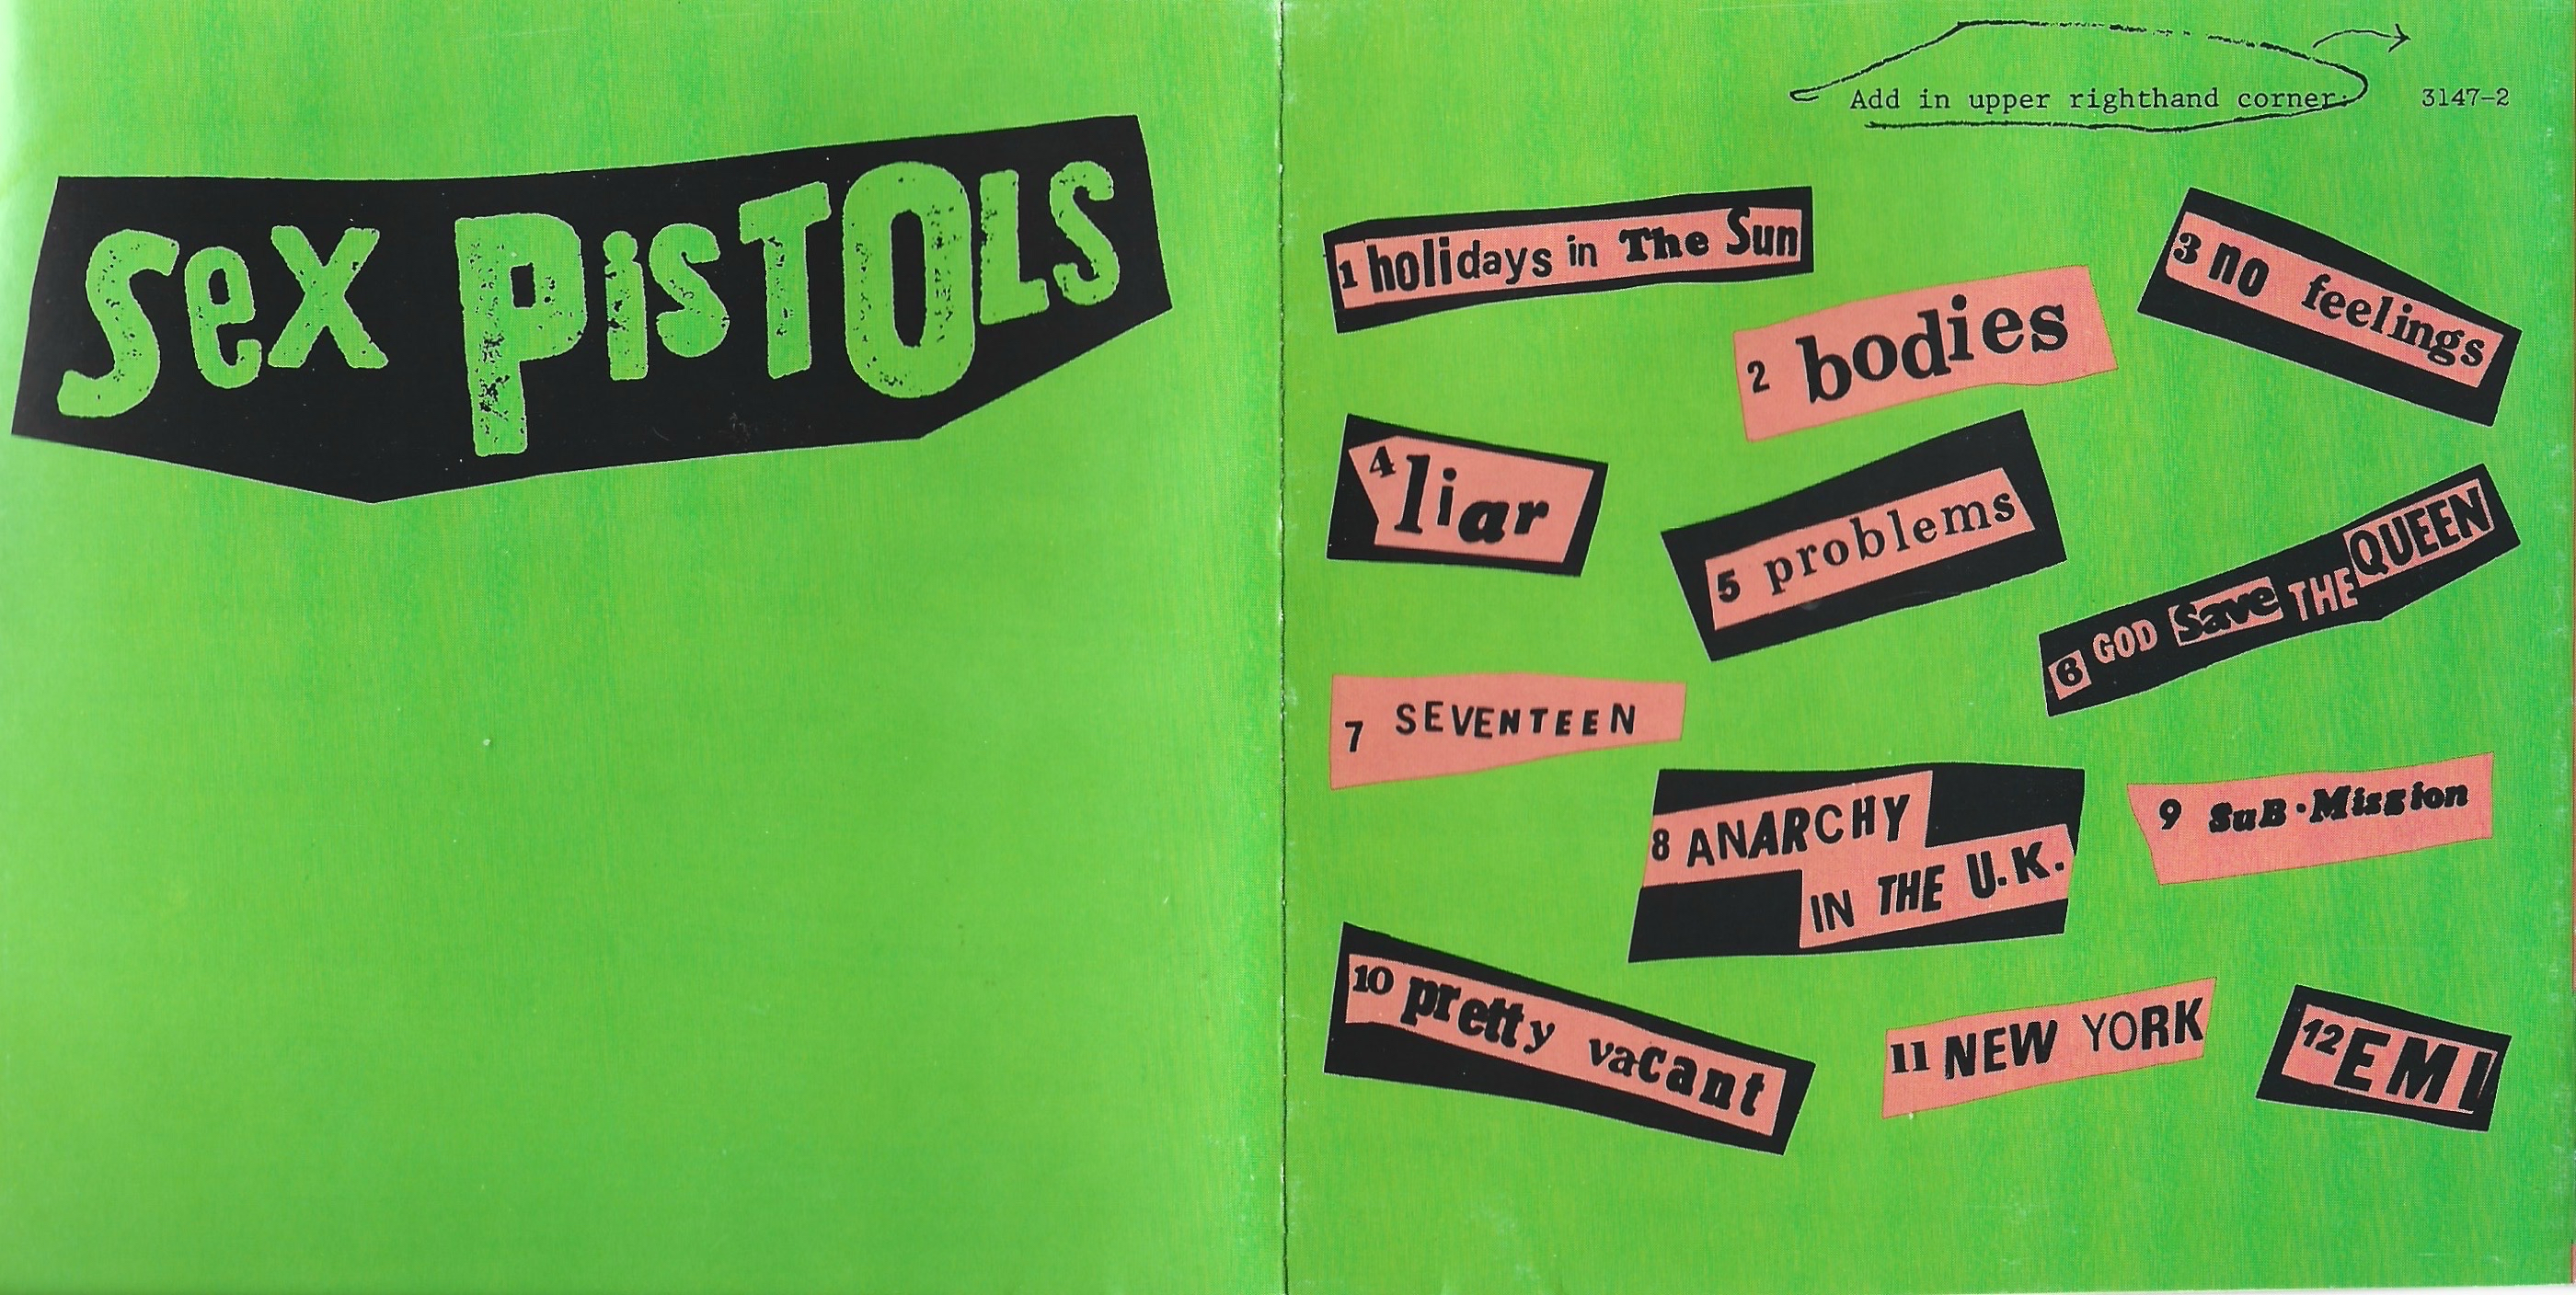 Sex PiSTOLS
Add in upper righthand corner: 3147-2
1 holidays in The Sun
2 bodies
3 no feelings
4 liar
5 problems
6 GOD Save THE QUEEN
7 SEVENTEEN
8 ANARCHY
IN THE U.K.
9 SuB·Mission
10 pretty vaCant
11 NEW YORK
12 EMI